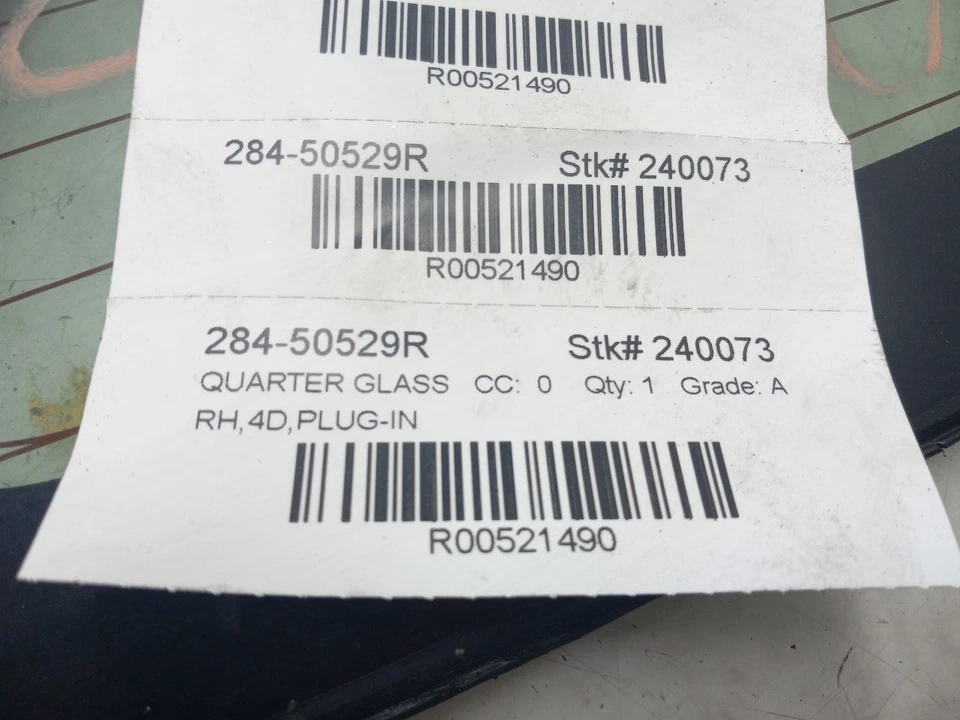 R00521490
284-50529R Stk# 240073
R00521490
284-50529R Stk# 240073
QUARTER GLASS CC: 0 Qty: 1 Grade: A
RH,4D,PLUG-IN
R00521490